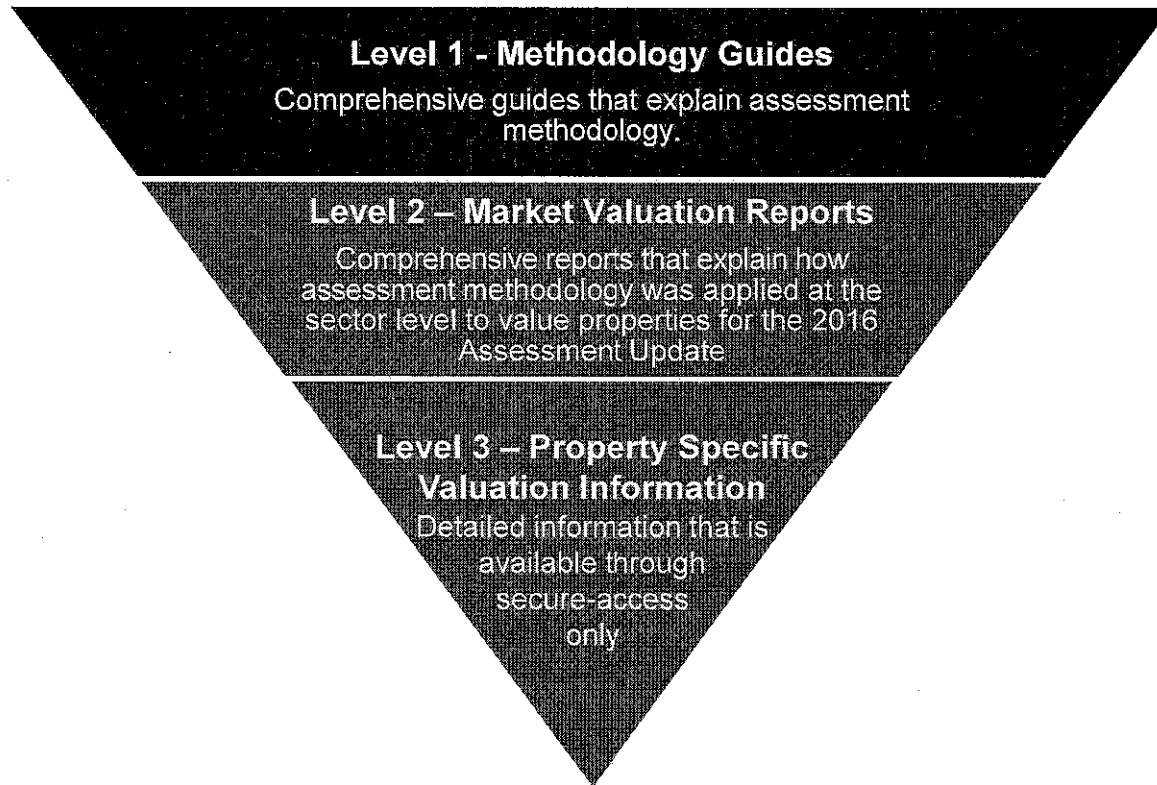 Level 1 - Methodology Guides
Comprehensive guides that explain assessment
methodology.
Level 2 – Market Valuation Reports
Comprehensive reports that explain how
assessment methodology was applied at the
sector level to value properties for the 2016
Assessment Update
Level 3 – Property Specific
Valuation Information
Detailed information that is
available through
secure-access
only